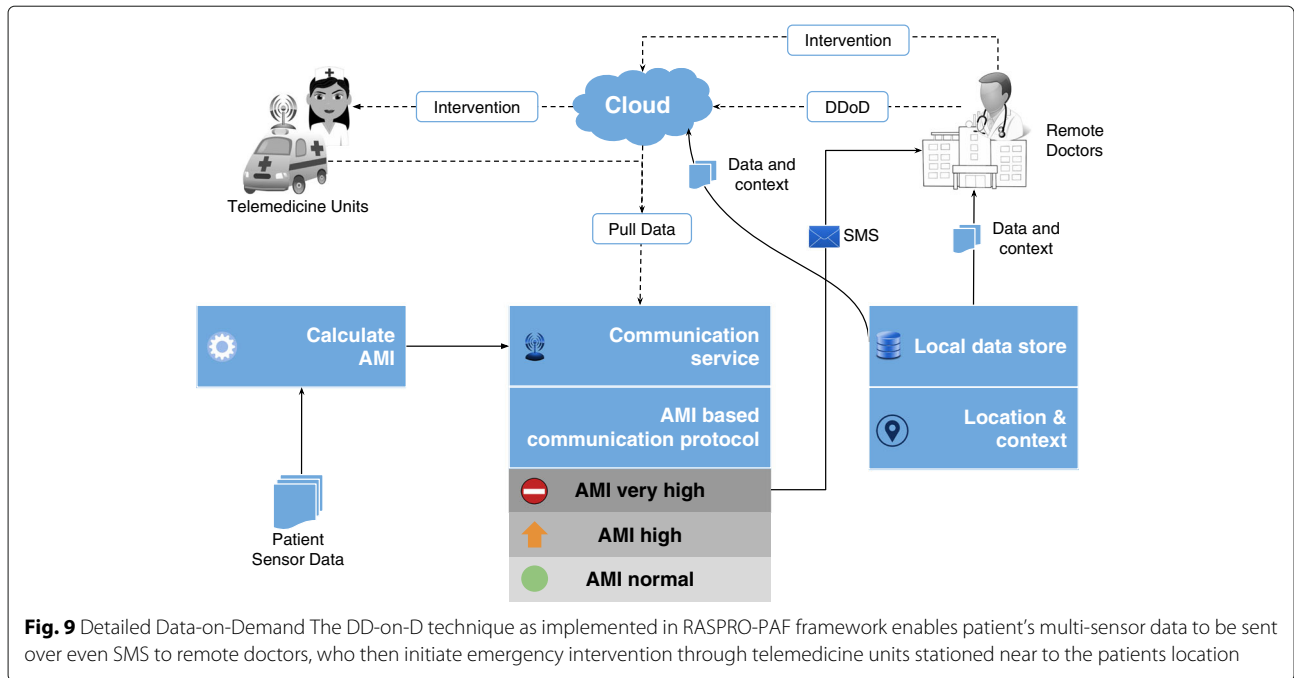 Intervention
Intervention
Cloud
DDoD
Remote
Doctors
Data and
context
Telemedicine Units
Pull Data
SMS
Data and
context
Calculate
AMI
Communication
service
Local data store
AMI based
communication protocol
Location &
context
AMI very high
AMI high
AMI normal
Patient
Sensor Data
Fig. 9 Detailed Data-on-Demand The DD-on-D technique as implemented in RASPRO-PAF framework enables patient's multi-sensor data to be sent
over even SMS to remote doctors, who then initiate emergency intervention through telemedicine units stationed near to the patients location